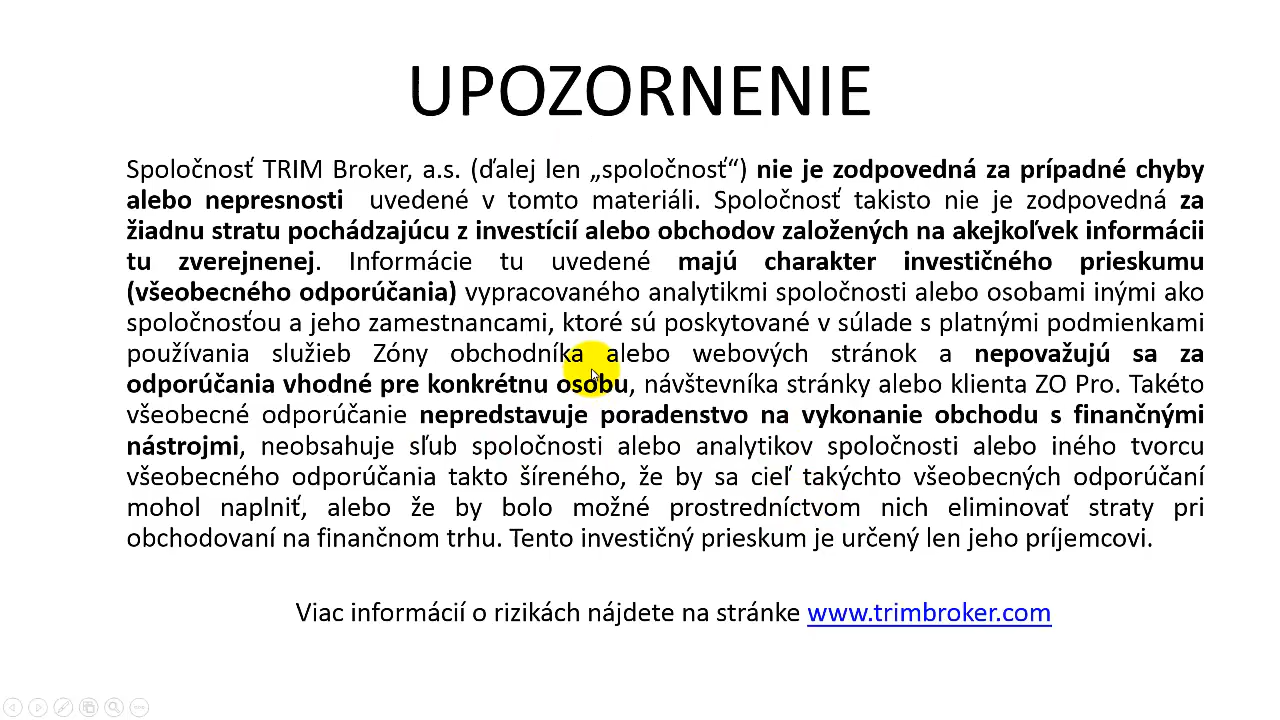 UPOZORNENIE
Spoločnosť TRIM Broker, a.s. (ďalej len „spoločnosť“) nie je zodpovedná za prípadné chyby
alebo nepresnosti uvedené v tomto materiáli. Spoločnosť takisto nie je zodpovedná za
žiadnu stratu pochádzajúcu z investícií alebo obchodov založených na akejkoľvek informácii
tu zverejnenej. Informácie tu uvedené majú charakter investičného prieskumu
(všeobecného odporúčania) vypracovaného analytikmi spoločnosti alebo osobami inými ako
spoločnosťou a jeho zamestnancami, ktoré sú poskytované v súlade s platnými podmienkami
používania služieb Zóny obchodníka alebo webových stránok a nepovažujú sa za
odporúčania vhodné pre konkrétnu osobu, návštevníka stránky alebo klienta ZO Pro. Takéto
všeobecné odporúčanie nepredstavuje poradenstvo na vykonanie obchodu s finančnými
nástrojmi, neobsahuje sľub spoločnosti alebo analytikov spoločnosti alebo iného tvorcu
všeobecného odporúčania takto šíreného, že by sa cieľ takýchto všeobecných odporúčaní
mohol naplniť, alebo že by bolo možné prostredníctvom nich eliminovať straty pri
obchodovaní na finančnom trhu. Tento investičný prieskum je určený len jeho príjemcovi.
Viac informácií o rizikách nájdete na stránke www.trimbroker.com